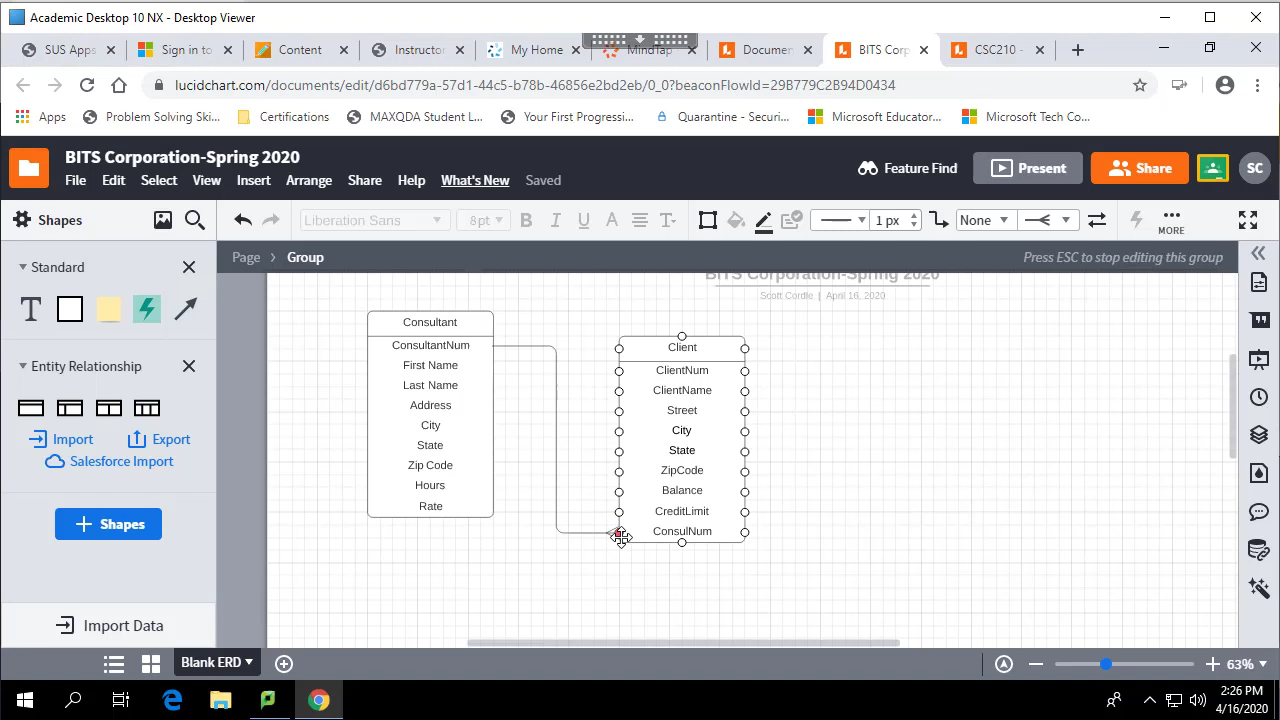 Academic Desktop 10 NX - Desktop Viewer
SUS Apps
Sign in to
Content
Instructor
My Home
MindTap
Documen
BITS Corp
CSC210 -
lucidchart.com/documents/edit/d6bd779a-57d1-44c5-b78b-46856e2bd2eb/0_0?beaconFlowId=29B779C2B94D0434
Apps
Problem Solving Ski...
Certifications
MAXQDA Student L...
Your First Progressi...
Quarantine - Securi...
Microsoft Educator...
Microsoft Tech Co...
BITS Corporation-Spring 2020
File Edit Select View Insert Arrange Share Help What's New Saved
Feature Find
Present
Share
SC
Shapes
Liberation Sans
8pt
B I U A T
1 px
None
MORE
Page
Group
Press ESC to stop editing this group
Standard
T
Entity Relationship
Import
Export
Salesforce Import
Shapes
Import Data
BITS Corporation-Spring 2020
Scott Cordle | April 16, 2020
Consultant
ConsultantNum
First Name
Last Name
Address
City
State
Zip Code
Hours
Rate
Client
ClientNum
ClientName
Street
City
State
ZipCode
Balance
CreditLimit
ConsulNum
Blank ERD
63%
2:26 PM
4/16/2020